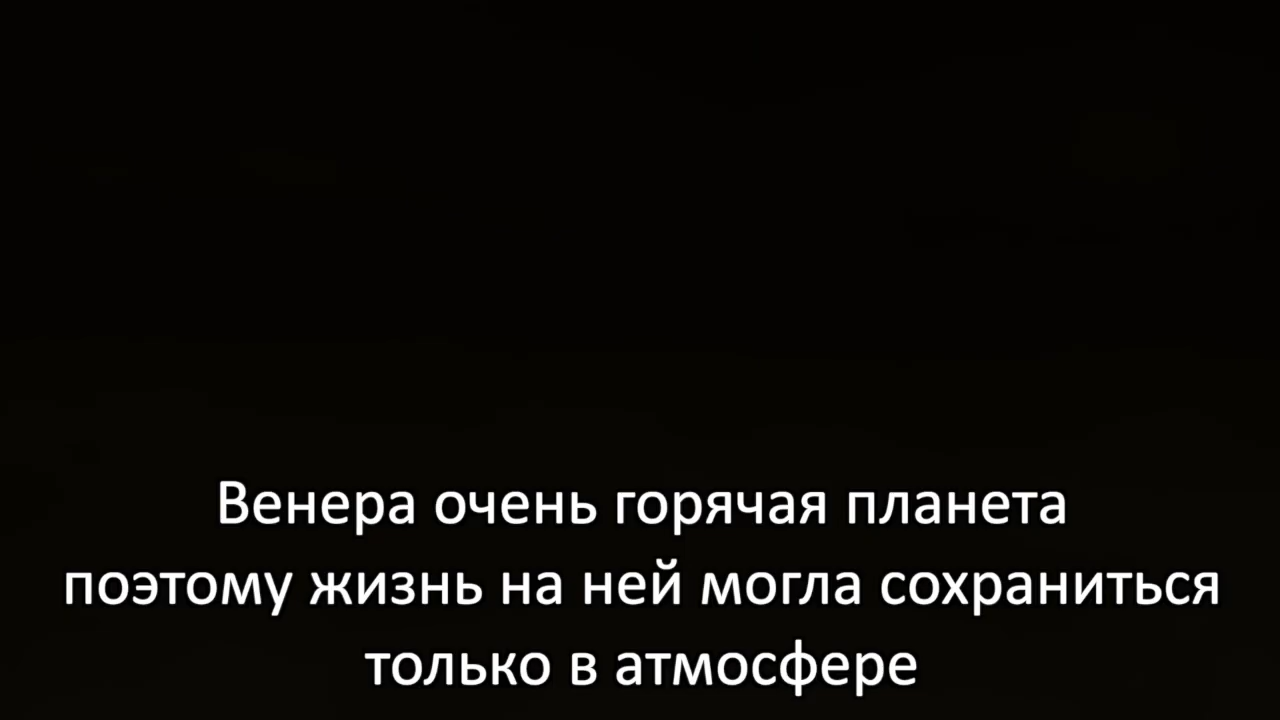 Венера очень горячая планета
поэтому жизнь на ней могла сохраниться
только в атмосфере